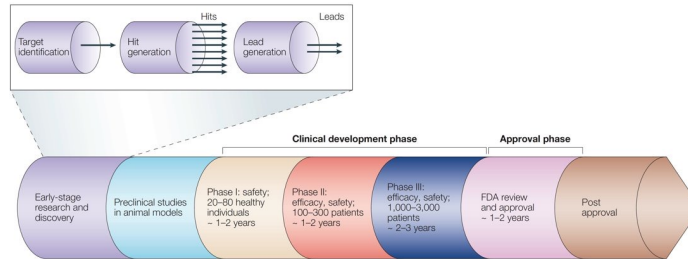 Hits
Leads
Target
identification
Hit
generation
Lead
generation
Clinical development phase
Approval phase
Early-stage
research and
discovery
Preclinical studies
in animal models
Phase I: safety;
20–80 healthy
individuals
~ 1–2 years
Phase II:
efficacy, safety;
100–300 patients
~ 1–2 years
Phase III:
efficacy, safety;
1,000–3,000
patients
~ 2–3 years
FDA review
and approval
~ 1–2 years
Post
approval